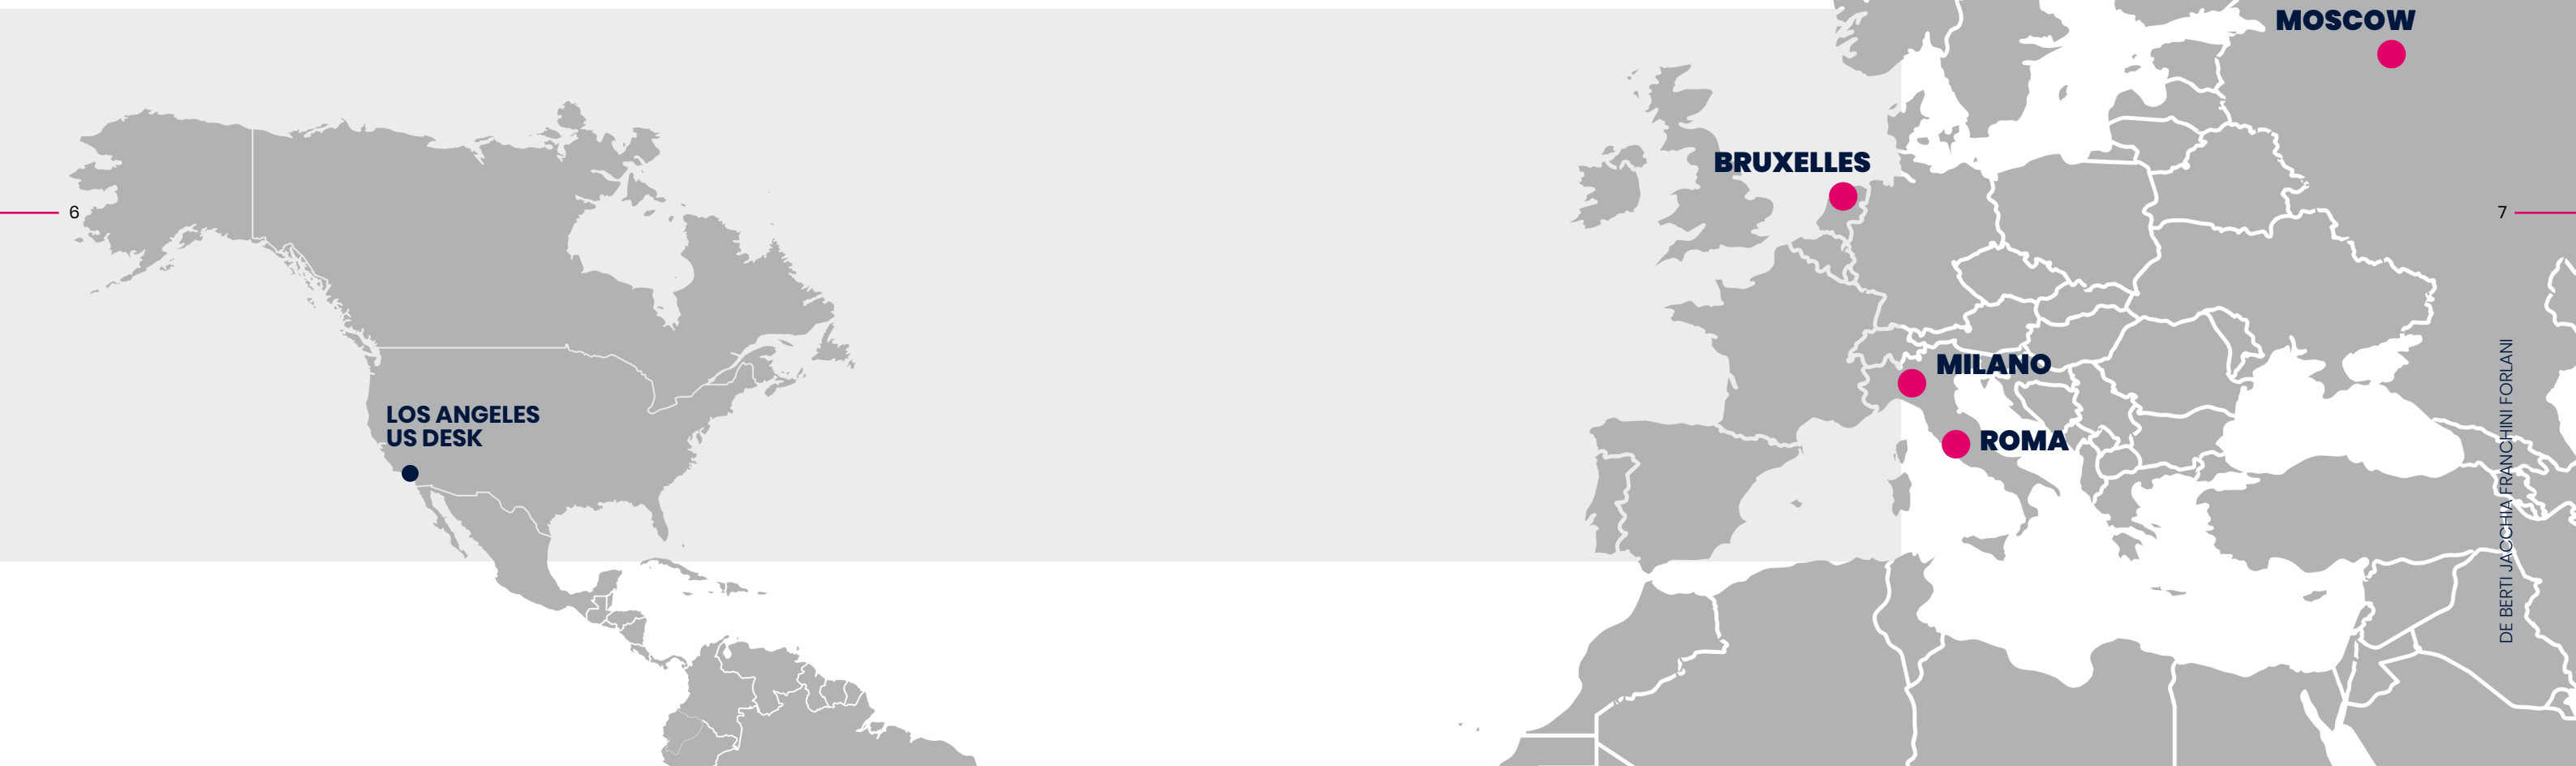 MOSCOW
BRUXELLES
6
7
MILANO
LOS ANGELES
US DESK
ROMA
DE BERTI JACCHIA FRANCHINI FORLANI